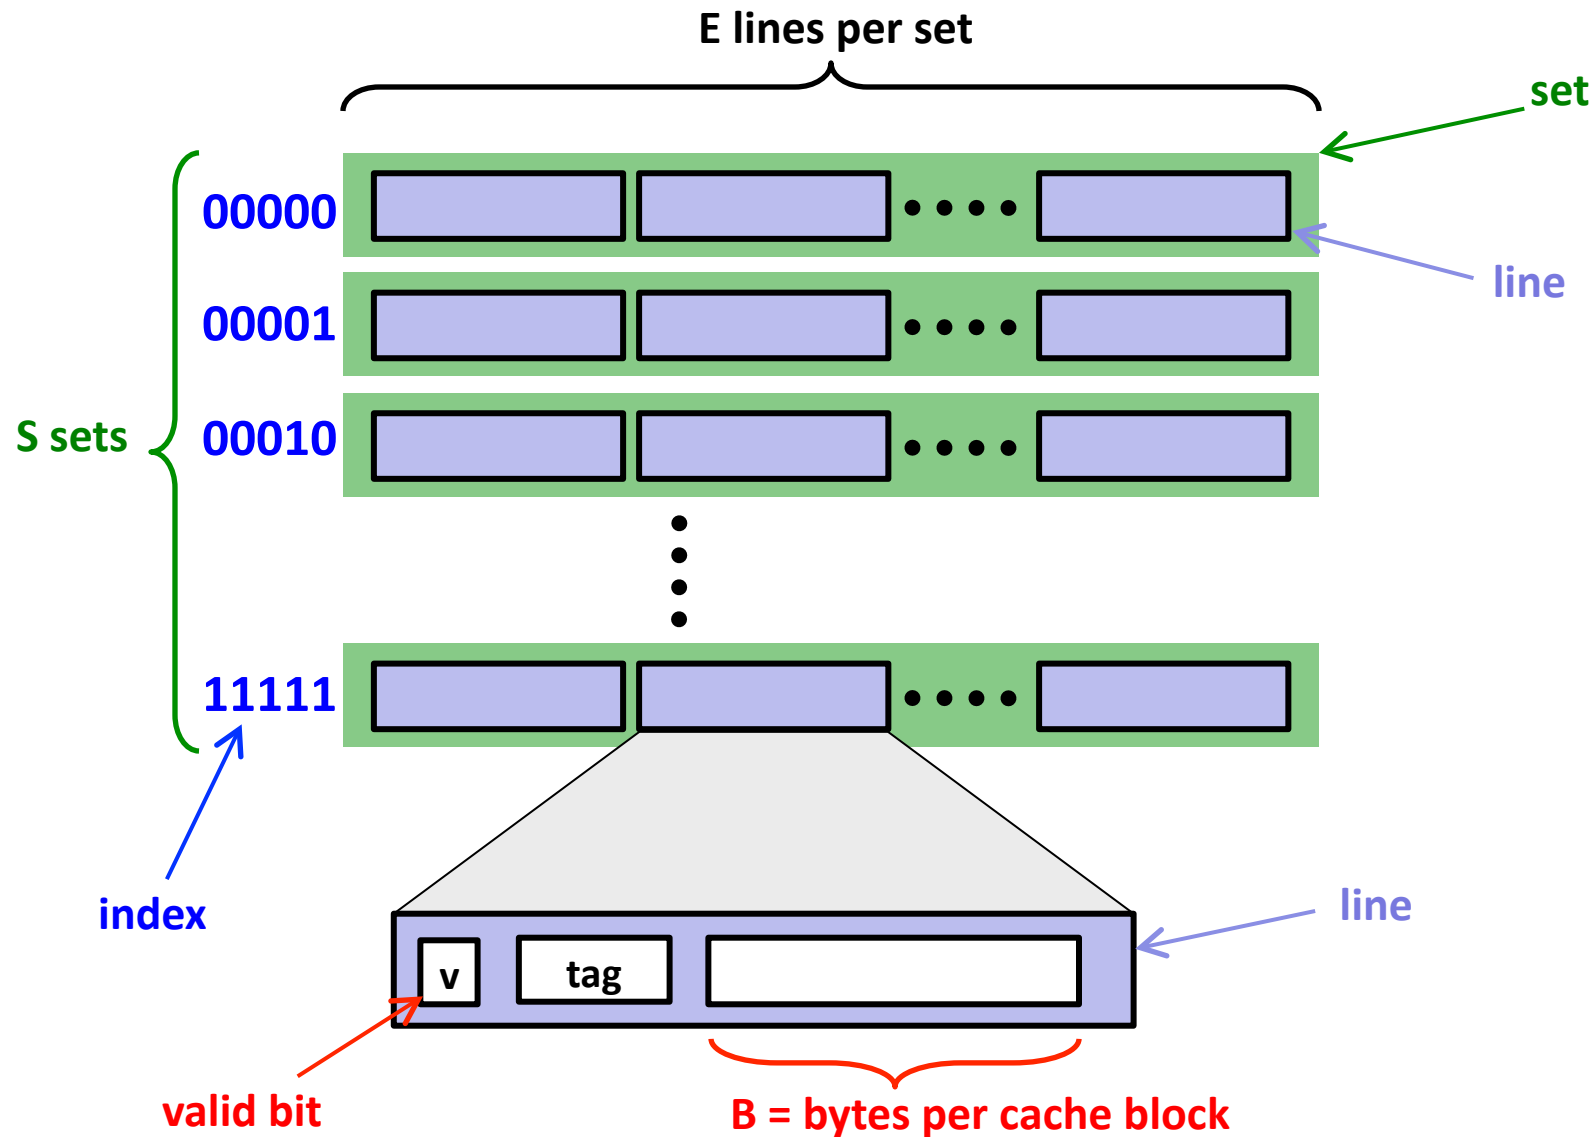 E lines per set
set
00000
line
00001
S sets
00010
11111
index
line
v
tag
valid bit
B = bytes per cache block